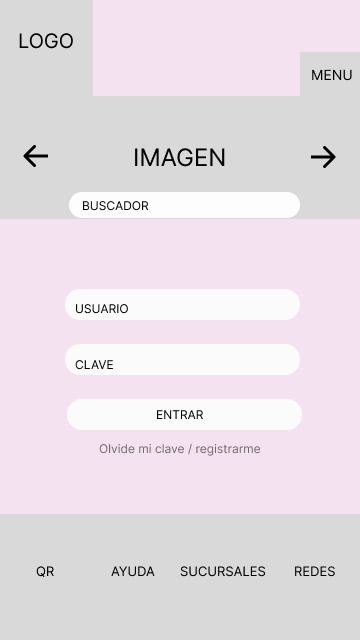 LOGO
MENU
IMAGEN
BUSCADOR
USUARIO
CLAVE
ENTRAR
Olvide mi clave / registrarme
QR AYUDA SUCURSALES REDES